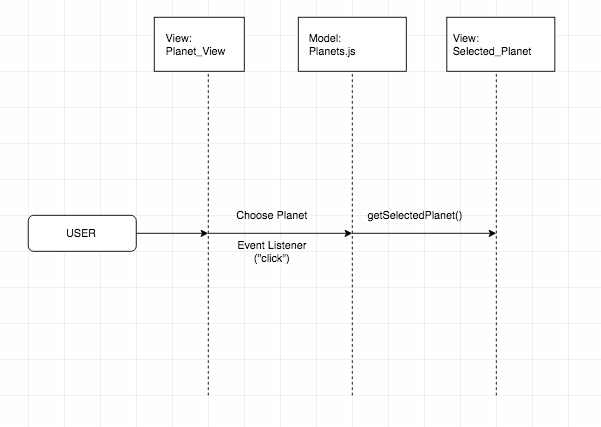 View:
Planet_View
Model:
Planets.js
View:
Selected_Planet
USER
Choose Planet
Event Listener
("click")
getSelectedPlanet()